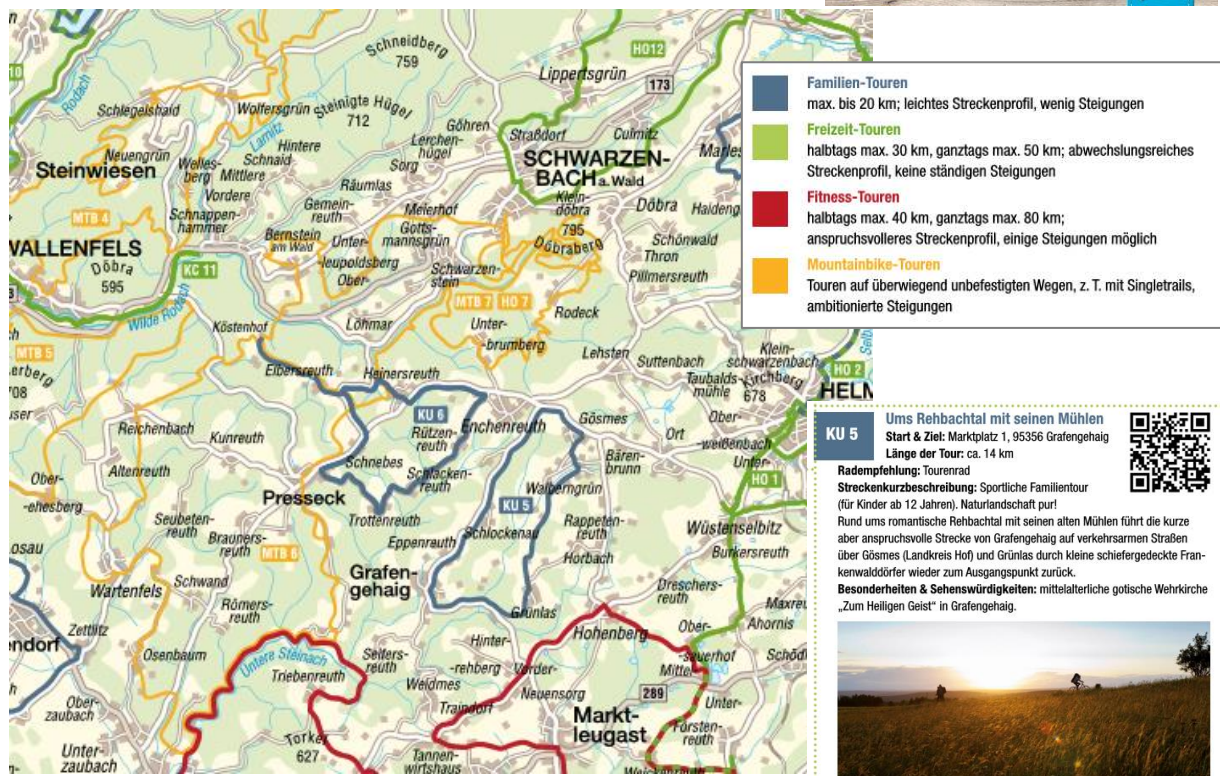 Schneidberg
759
HO12
Lippertsgrün
173
10
Rodach
Schlegelshaid
Wolfersgrün
Steinigte Hügel
712
Lamitz
Göhren
Straßdorf
Culmitz
Lerchen-
hügel
Neuengrün
Steinwiesen
Welles-
berg
Hintere
Schnaid
Mittlere
Vordere
Sorg
SCHWARZEN-
BACH a. Wald
Räumlas
Gemein-
reuth
Meierhof
Klein-
döbra
Döbra
Haideng
MTB 4
Schnappen-
hammer
Bernstein
am Wald
Unter-
-leupoldsberg
Ober-
Gotts-
mannsgrün
795
Döbraberg
Schönwald
Thron
Pillmersreuth
WALLENFELS
Döbra
595
KC 11
Schwarzen-
stein
MTB 7
HO 7
Rodeck
Wilde Rodach
Köstenhof
Löhmar
Unter-
-brumberg
MTB 5
Lehsten
Suttenbach
Klein-
schwarzenbach
Elbersreuth
Heinersreuth
Taubalds-
mühle
Kirchberg
678
HO 2
HELM
708
KU 6
Rützen-
reuth
Enchenreuth
Gösmes
Ort
Ober-
-weißenbach
Unter-
Reichenbach
Kunreuth
Schnebes
Schlacken-
reuth
Bären-
brunn
Altenreuth
Ober-
-ehesberg
Presseck
Walberngrün
HO 1
KU 5
Trottenreuth
Seubeten-
reuth
Eppenreuth
Schlockenau
Rappeten-
reuth
Wüstenselbitz
Brauners-
reuth
MTB 6
Horbach
Burkersreuth
Wartenfels
Schwand
Grafen-
gehaig
Dreschers-
reuth
Römers-
reuth
Grünlas
Ahornis
Zettlitz
Hohenberg
Ober-
-sauerhof
Mittel-
Osenbaum
Untere Steinach
Seifers-
reuth
Hinter-
-rehberg
Vorder-
Triebenreuth
Weidmes
Neuensorg
289
Unter-
Ober-
zaubach
Traindorf
Markt-
leugast
Försten-
reuth
Torker
627
Unter-
zaubach
Tannen-
wirtshaus
Weickenreuth
Familien-Touren
max. bis 20 km; leichtes Streckenprofil, wenig Steigungen
Freizeit-Touren
halbtags max. 30 km, ganztags max. 50 km; abwechslungsreiches
Streckenprofil, keine ständigen Steigungen
Fitness-Touren
halbtags max. 40 km, ganztags max. 80 km;
anspruchsvolleres Streckenprofil, einige Steigungen möglich
Mountainbike-Touren
Touren auf überwiegend unbefestigten Wegen, z. T. mit Singletrails,
ambitionierte Steigungen
KU 5
Ums Rehbachtal mit seinen Mühlen
Start & Ziel: Marktplatz 1, 95356 Grafengehaig
Länge der Tour: ca. 14 km
Radempfehlung: Tourenrad
Streckenkurzbeschreibung: Sportliche Familientour
(für Kinder ab 12 Jahren). Naturlandschaft pur!
Rund ums romantische Rehbachtal mit seinen alten Mühlen führt die kurze
aber anspruchsvolle Strecke von Grafengehaig auf verkehrsarmen Straßen
über Gösmes (Landkreis Hof) und Grünlas durch kleine schiefergedeckte Fran-
kenwalddörfer wieder zum Ausgangspunkt zurück.
Besonderheiten & Sehenswürdigkeiten: mittelalterliche gotische Wehrkirche
„Zum Heiligen Geist“ in Grafengehaig.